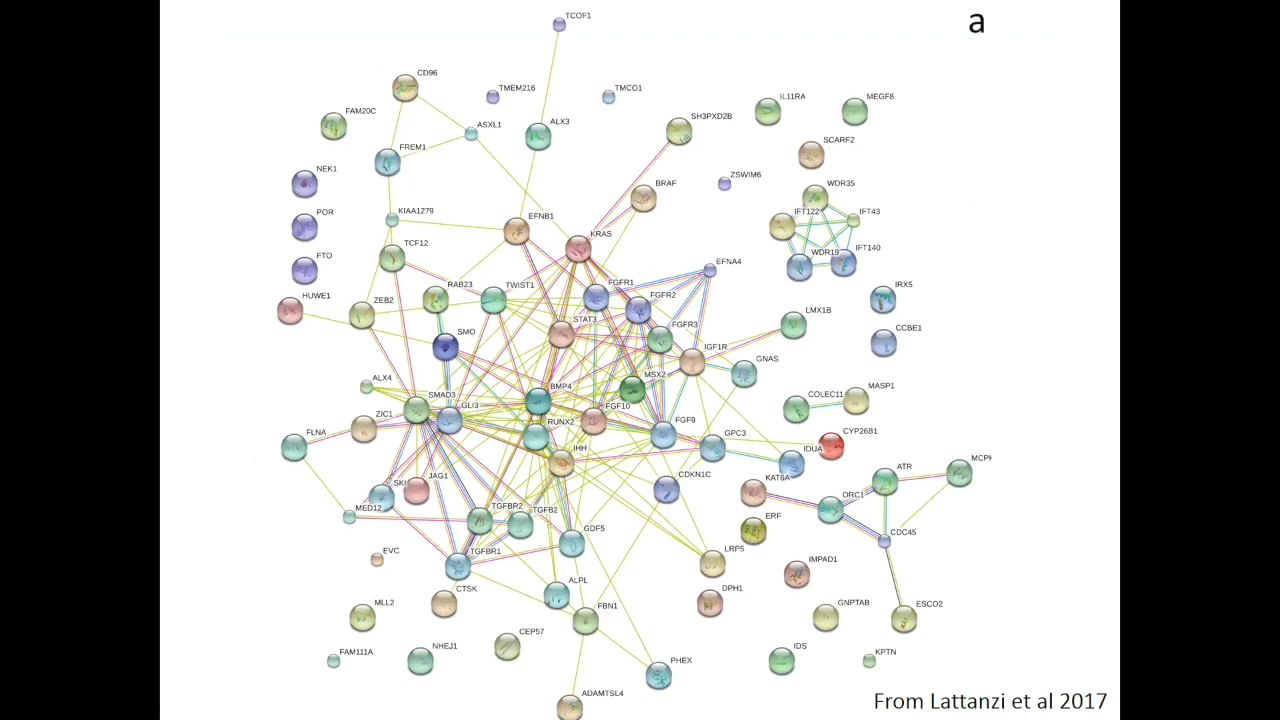 a
TCOF1
CD96
TMEM216
TMCO1
IL11RA
MEGF8
FAM20C
ASXL1
ALX3
SH3PXD2B
SCARF2
FREM1
NEK1
ZSWIM6
BRAF
WDR35
POR
KIAA1279
EFNB1
IFT122
IFT43
KRAS
TCF12
WDR19
IFT140
FTO
EFNA4
RAB23
TWIST1
FGFR1
IRX5
HUWE1
ZEB2
FGFR2
LMX1B
STAT3
FGFR3
SMO
CCBE1
IGF1R
GNAS
MSX2
ALX4
BMP4
MASP1
SMAD3
COLEC11
GLI3
FGF10
ZIC1
RUNX2
FGF9
FLNA
CYP26B1
GPC3
IHH
IDUA
MCPH
ATR
JAG1
CDKN1C
KAT6A
SKI
ORC1
MED12
TGFBR2
TGFB2
ERF
GDF5
CDC45
EVC
TGFBR1
LRP5
IMPAD1
ALPL
CTSK
DPH1
MLL2
FBN1
GNPTAB
ESCO2
CEP57
FAM111A
NHEJ1
IDS
KPTN
PHEX
ADAMTSL4
From Lattanzi et al 2017